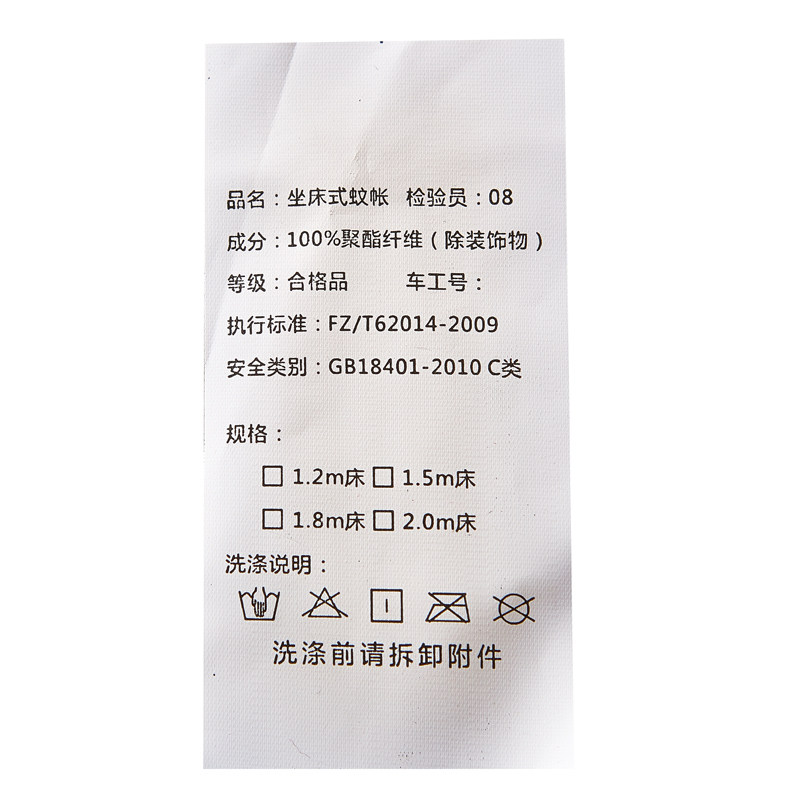 品名：坐床式蚊帐 检验员：08
成分：100%聚酯纤维（除装饰物）
等级：合格品 车工号：
执行标准：FZ/T62014-2009
安全类别：GB18401-2010 C类
规格：
□ 1.2m床 □ 1.5m床
□ 1.8m床 □ 2.0m床
洗涤说明：
洗涤前请拆卸附件